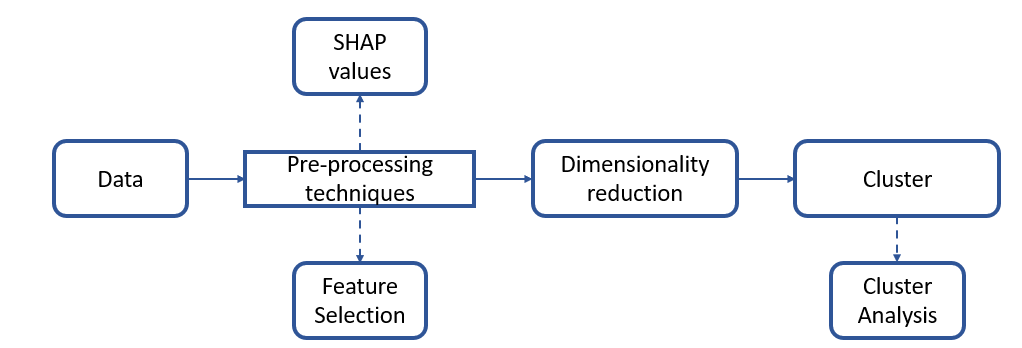 SHAP
values
Data
Pre-processing
techniques
Dimensionality
reduction
Cluster
Feature
Selection
Cluster
Analysis